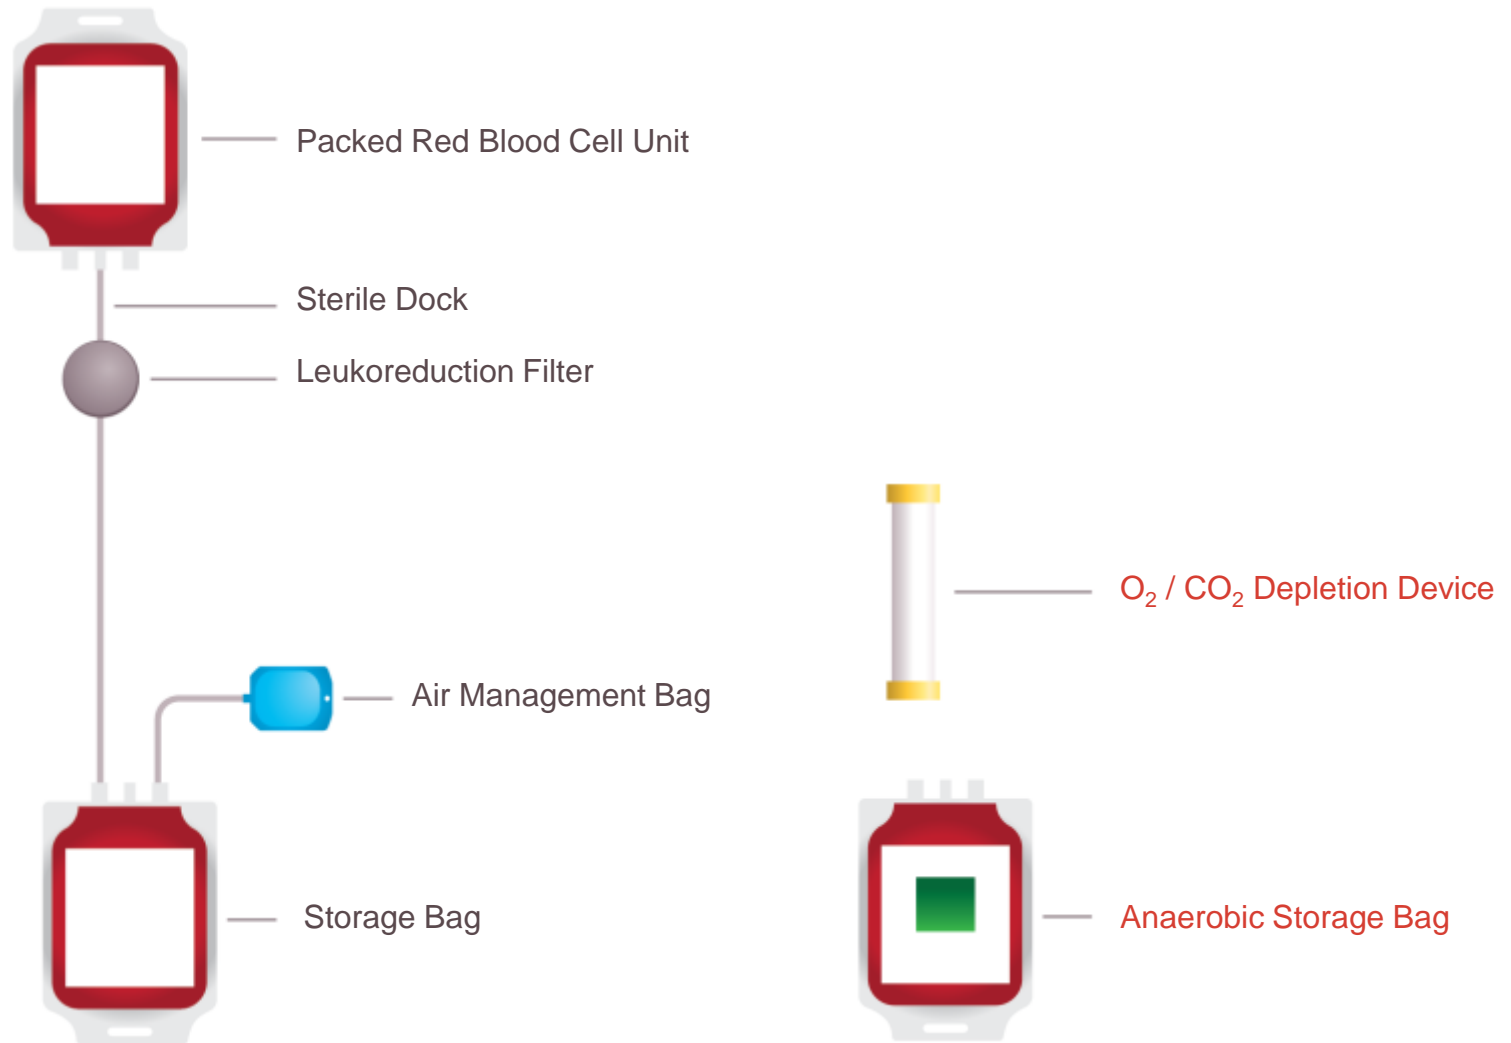 Packed Red Blood Cell Unit
Sterile Dock
Leukoreduction Filter
O₂ / CO₂ Depletion Device
Air Management Bag
Storage Bag
Anaerobic Storage Bag